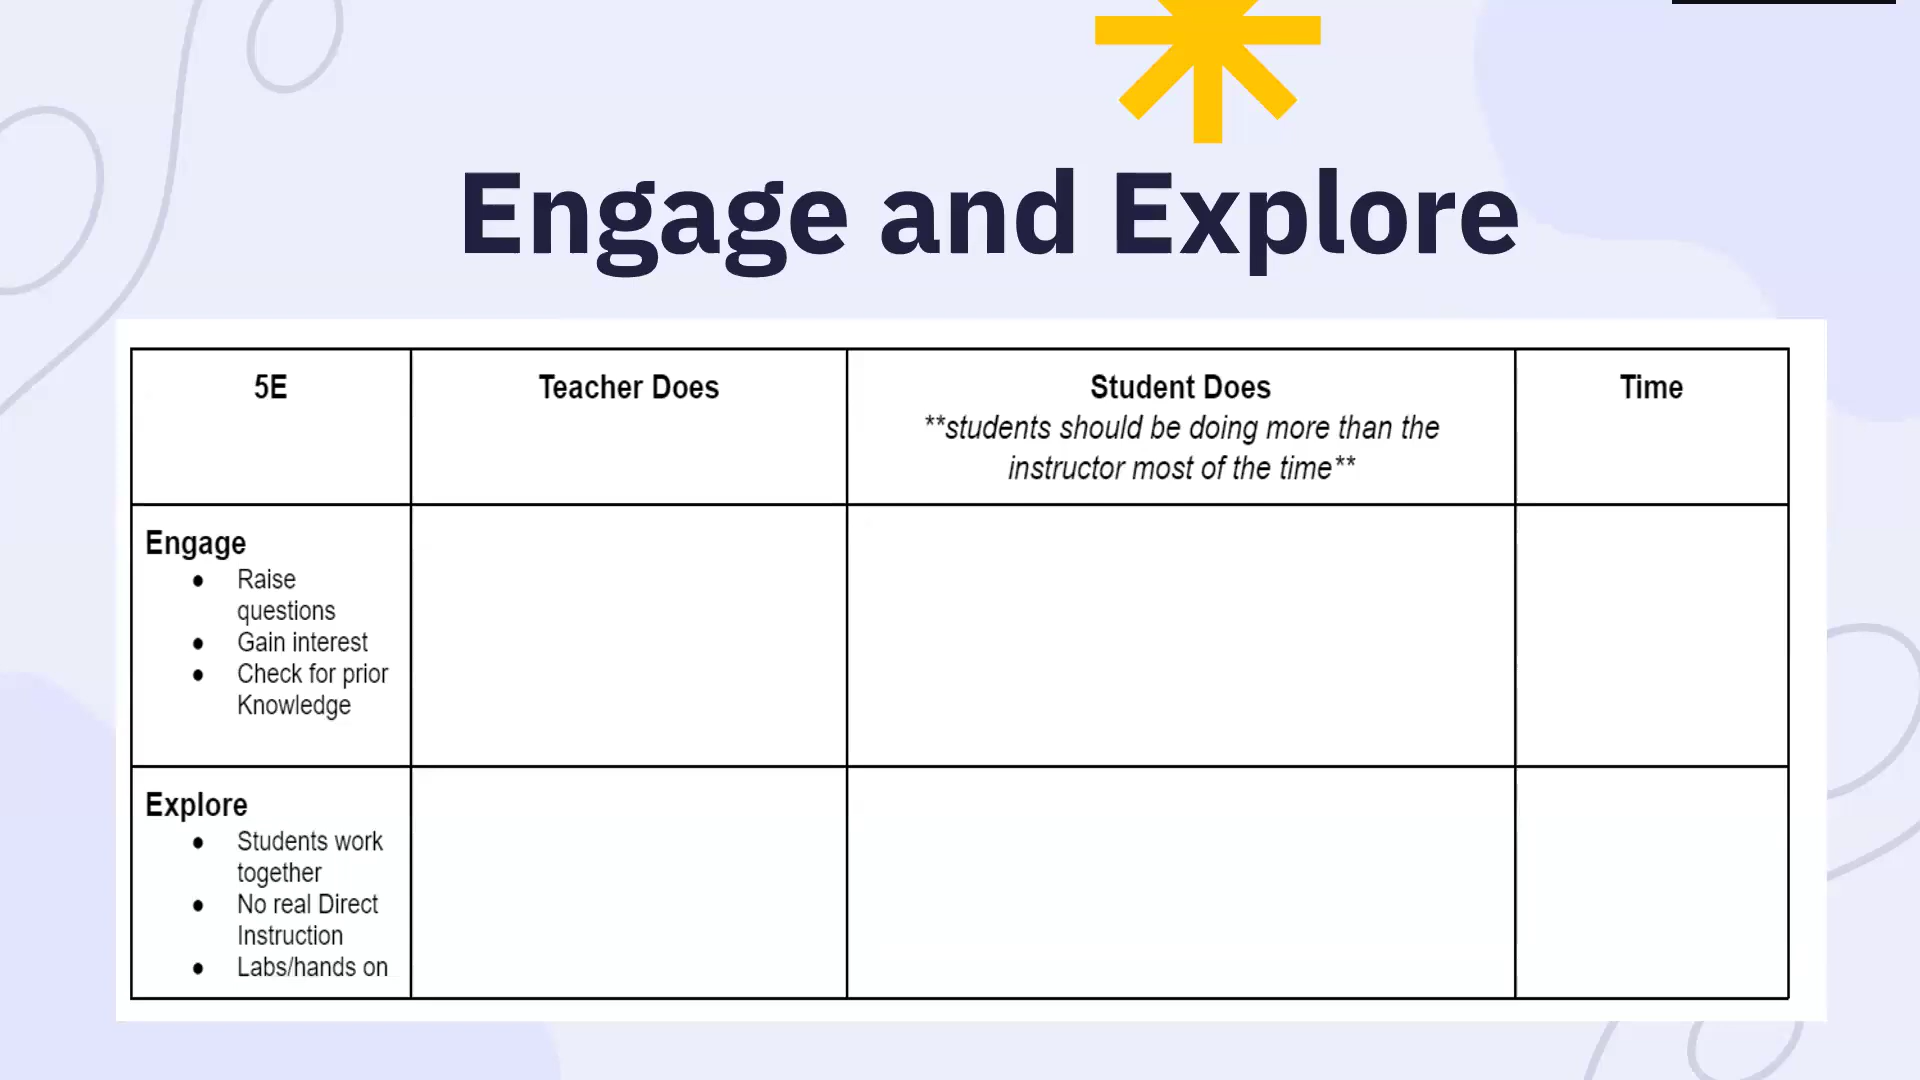 Engage and Explore
5E
Teacher Does
Student Does
**students should be doing more than the
instructor most of the time**
Time
Engage
● Raise
questions
● Gain interest
● Check for prior
Knowledge
Explore
● Students work
together
● No real Direct
Instruction
● Labs/hands on